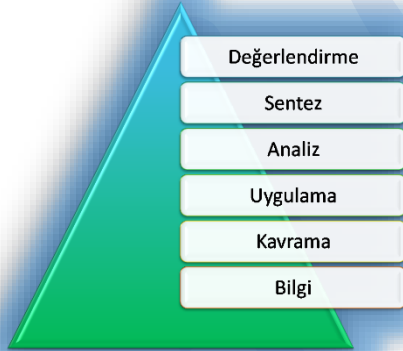 Değerlendirme
Sentez
Analiz
Uygulama
Kavrama
Bilgi